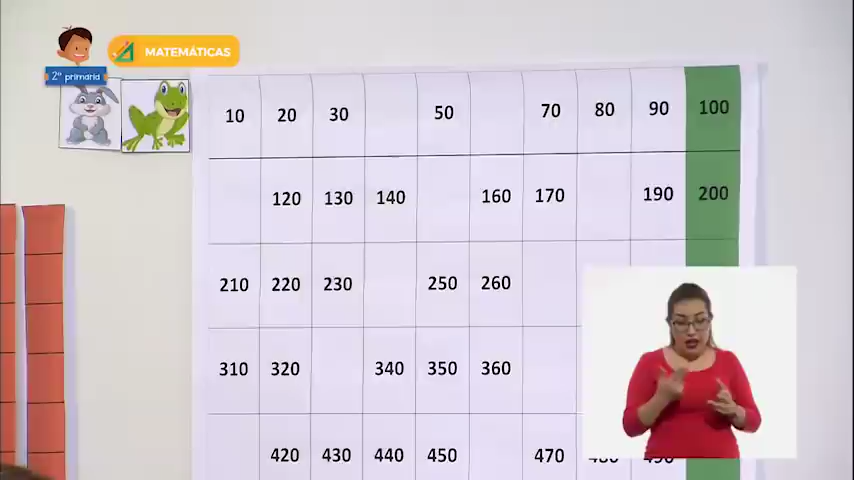 MATEMÁTICAS
2º primaria
10 20 30 50 70 80 90 100
120 130 140 160 170 190 200
210 220 230 250 260
310 320 340 350 360
420 430 440 450 470